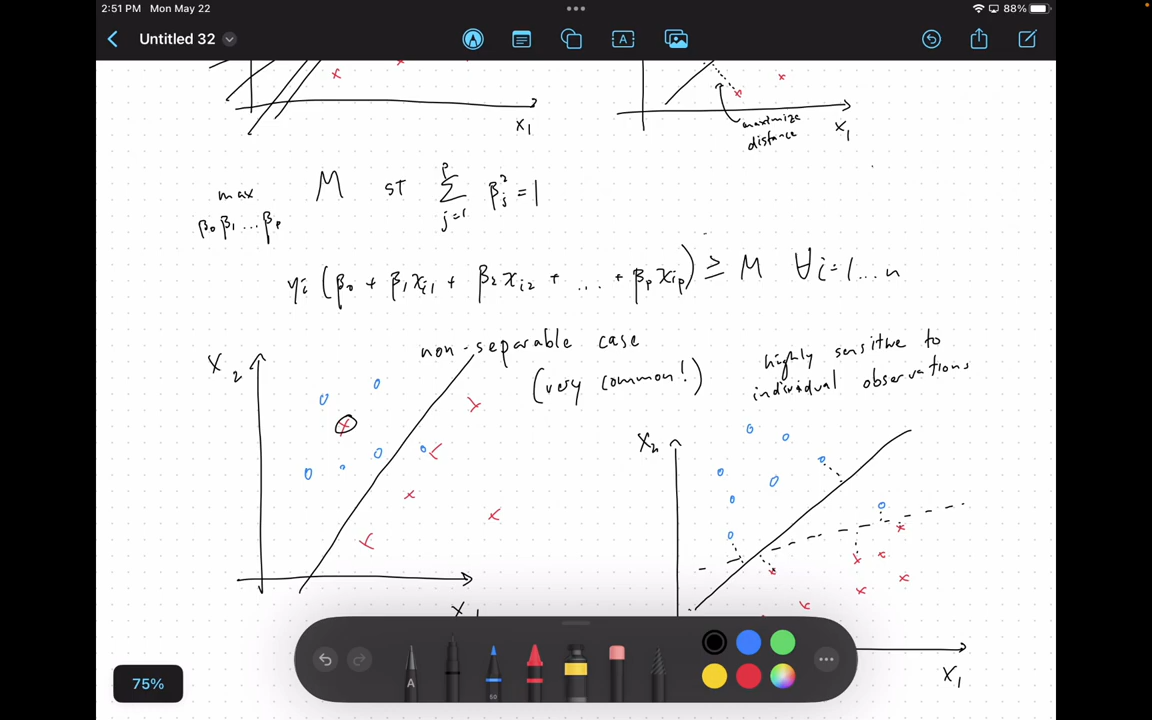 2:51 PM Mon May 22
88%
Untitled 32
X1
maximize
distance
X1
max
β0 β1 ... βp
M st ∑ j=1 p βj² = 1
yi (β0 + β1xi1 + β2xi2 + ... + βpxip) ≥ M ∀i=1...n
non-separable case
(very common!)
highly sensitive to
individual observations
X2
X1
X2
X1
A
50
75%